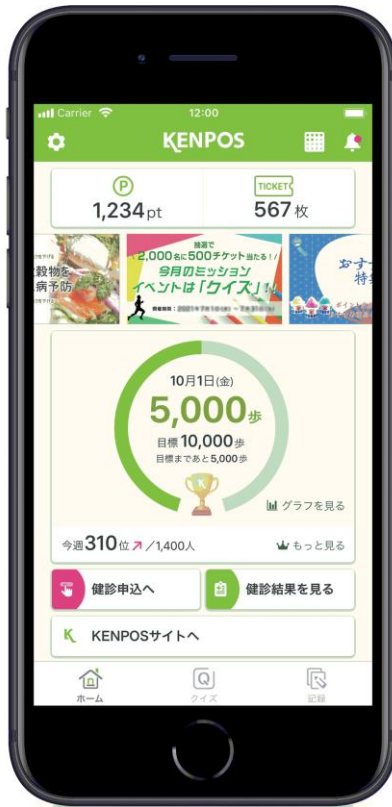 Carrier 12:00
KENPOS
P
TICKET
1,234 pt
567 枚
穀物を
病予防
抽選で
2,000名に500チケット当たる!
今月のミッション
イベントは「クイズ」!!
おす
特
10月1日(金)
5,000歩
目標 10,000歩
目標まであと5,000歩
グラフを見る
今週310位 /1,400人
もっと見る
健診申込へ
健診結果を見る
K KENPOSサイトへ
Q
ホーム
クイズ
記録